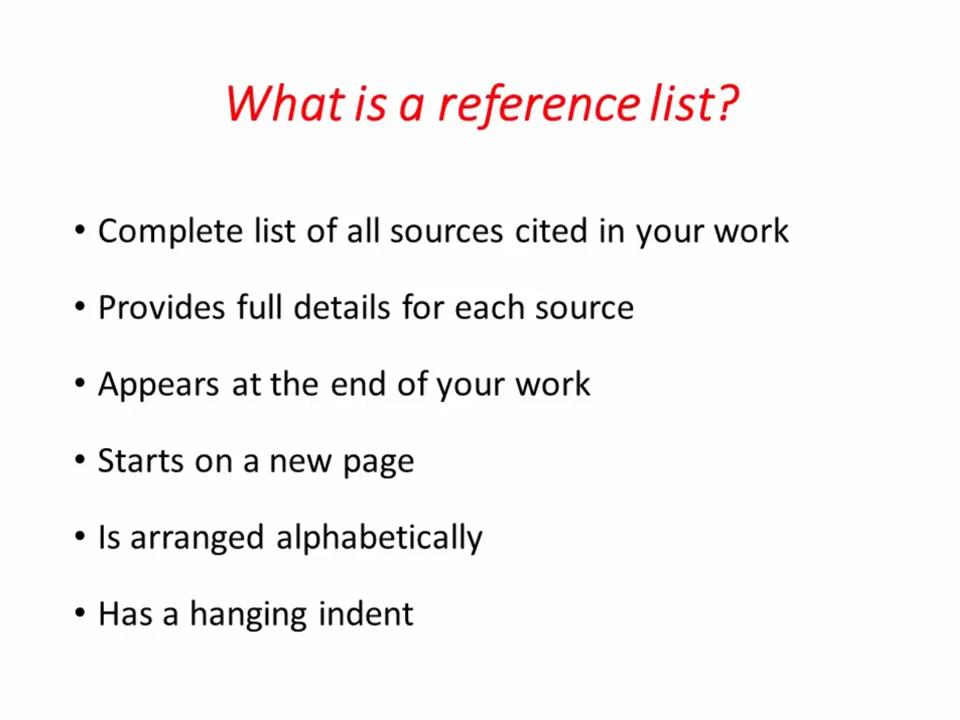 What is a reference list?
• Complete list of all sources cited in your work
• Provides full details for each source
• Appears at the end of your work
• Starts on a new page
• Is arranged alphabetically
• Has a hanging indent